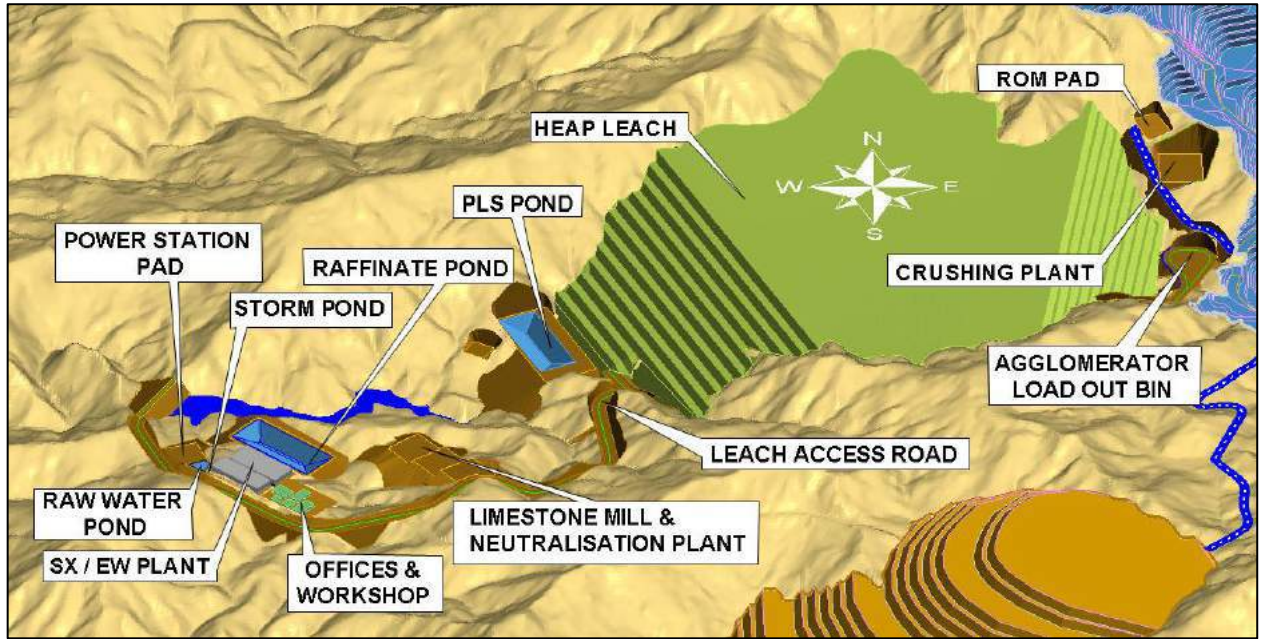 ROM PAD
HEAP LEACH
N
W
E
S
PLS POND
POWER STATION
PAD
RAFFINATE POND
STORM POND
CRUSHING PLANT
AGGLOMERATOR
LOAD OUT BIN
LEACH ACCESS ROAD
RAW WATER
POND
LIMESTONE MILL &
NEUTRALISATION PLANT
SX / EW PLANT
OFFICES &
WORKSHOP